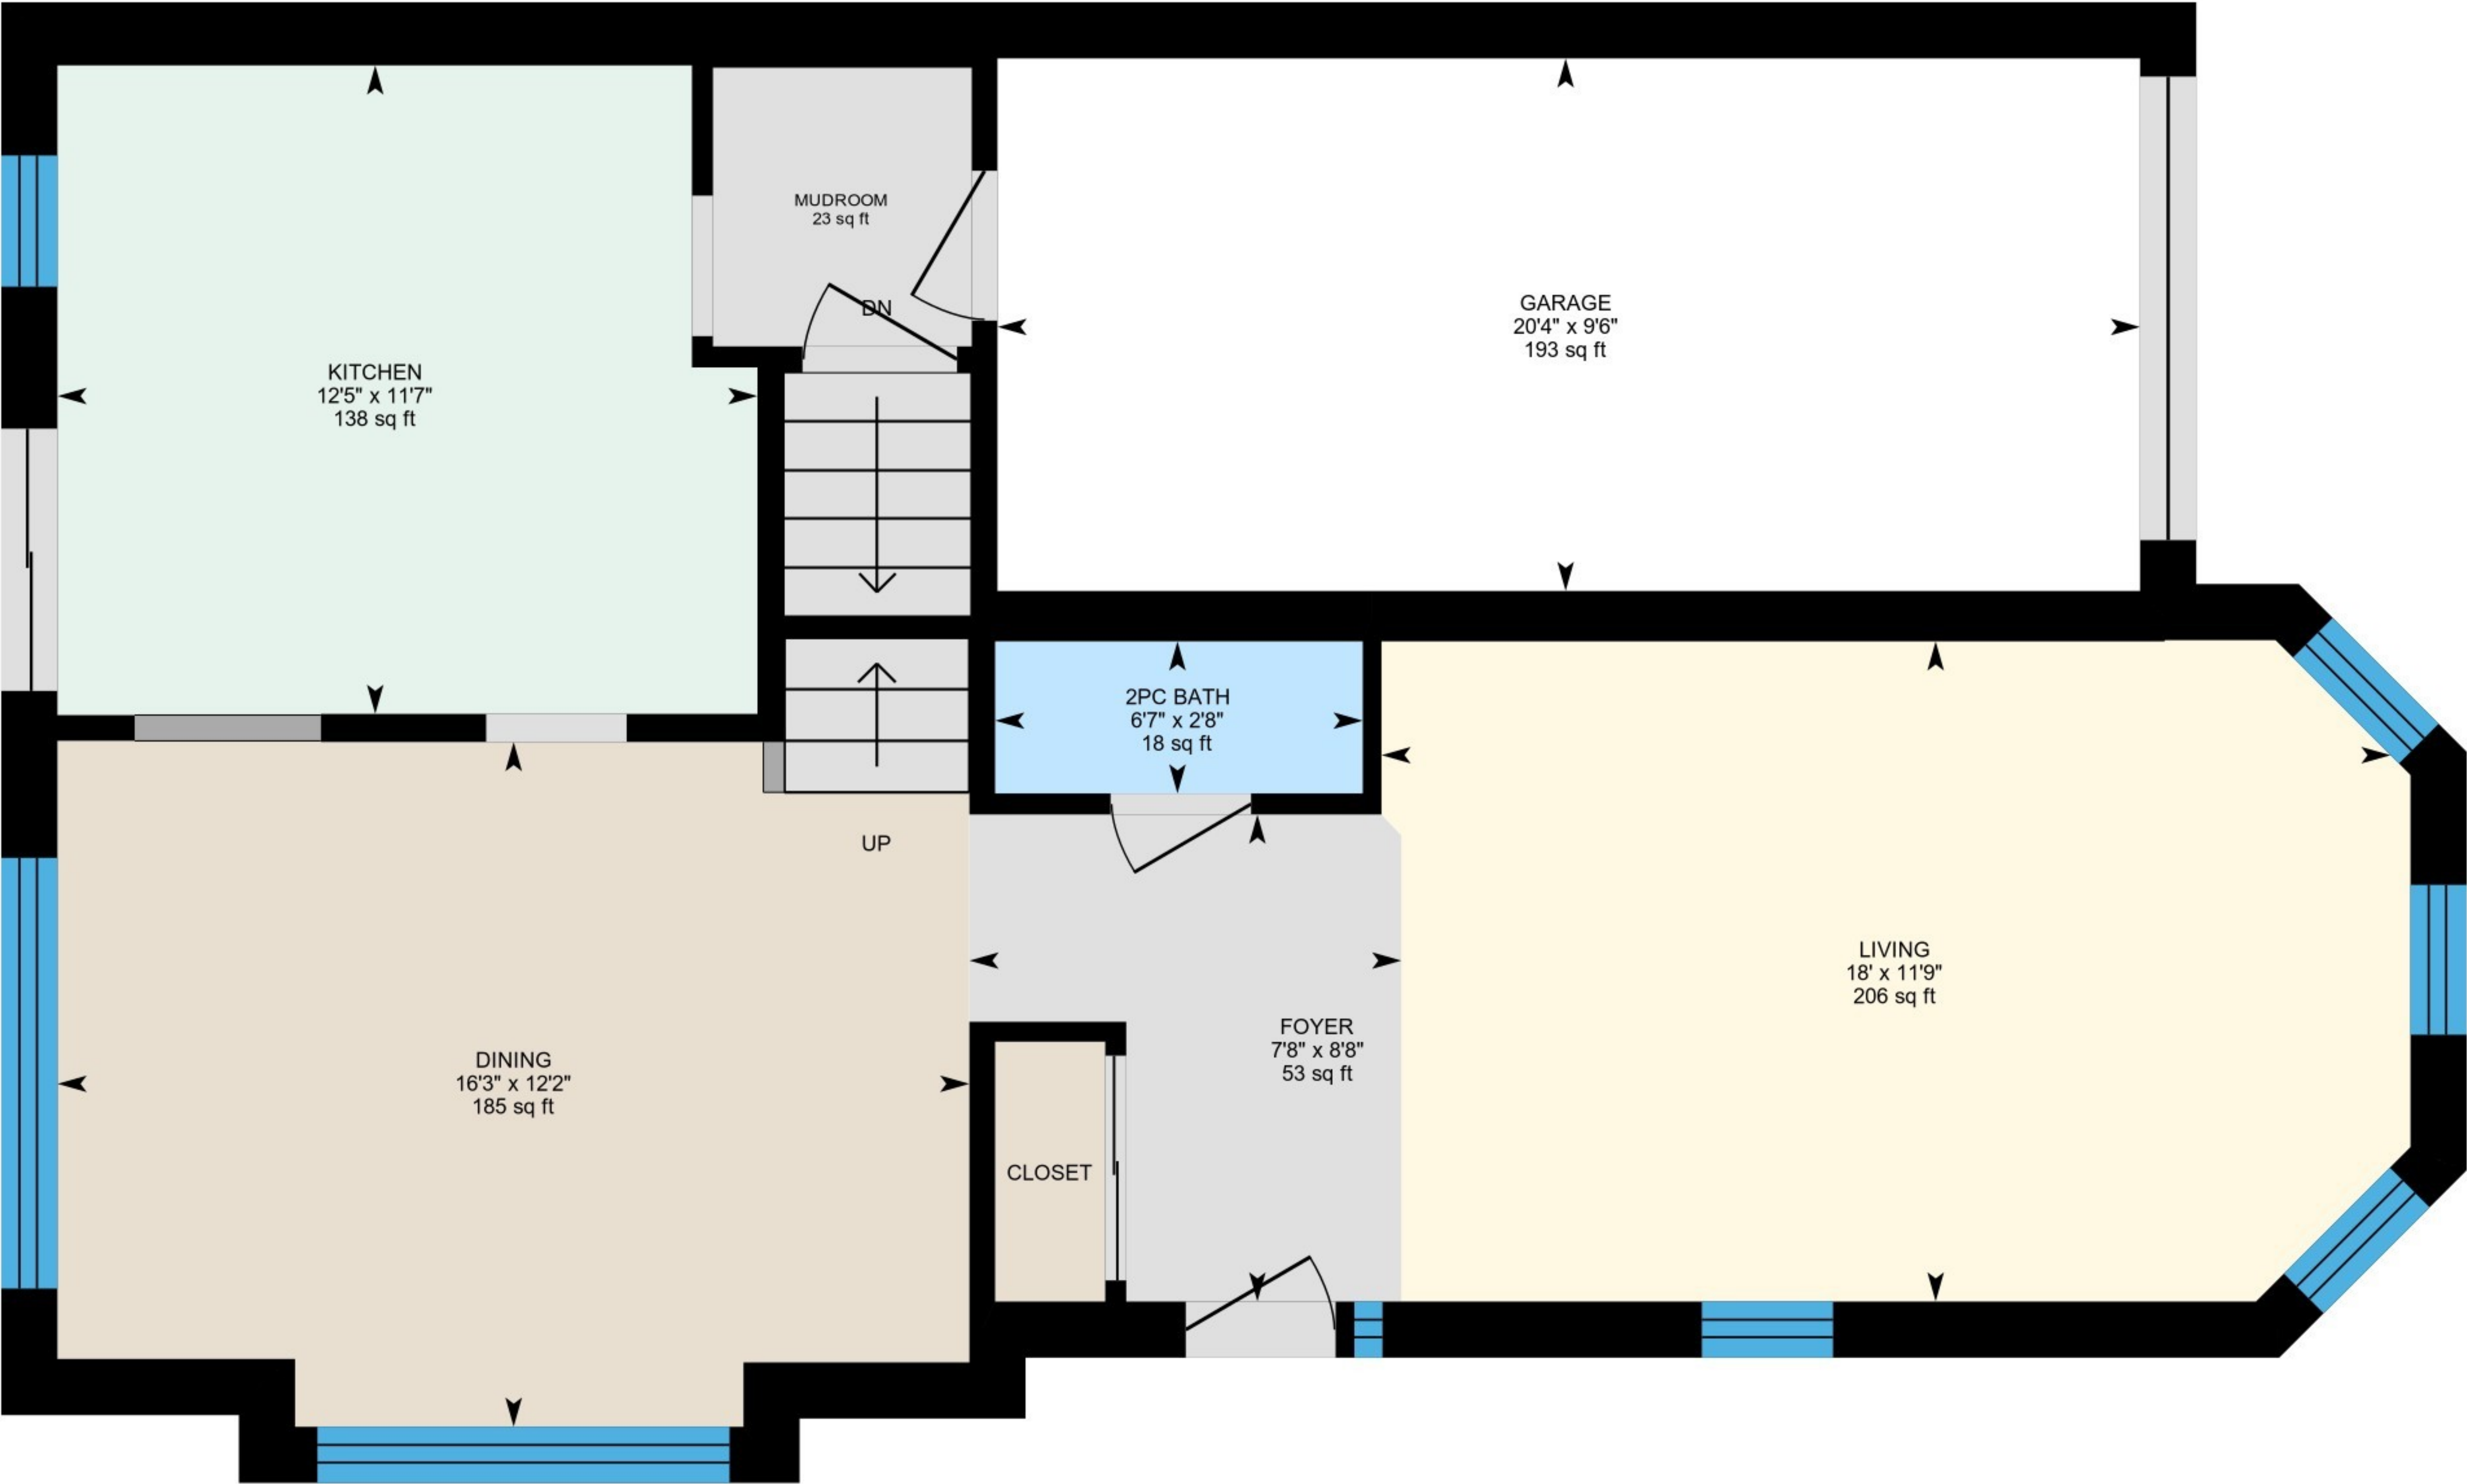 MUDROOM
23 sq ft
DN
GARAGE
20'4" x 9'6"
193 sq ft
KITCHEN
12'5" x 11'7"
138 sq ft
2PC BATH
6'7" x 2'8"
18 sq ft
UP
LIVING
18' x 11'9"
206 sq ft
FOYER
7'8" x 8'8"
53 sq ft
DINING
16'3" x 12'2"
185 sq ft
CLOSET